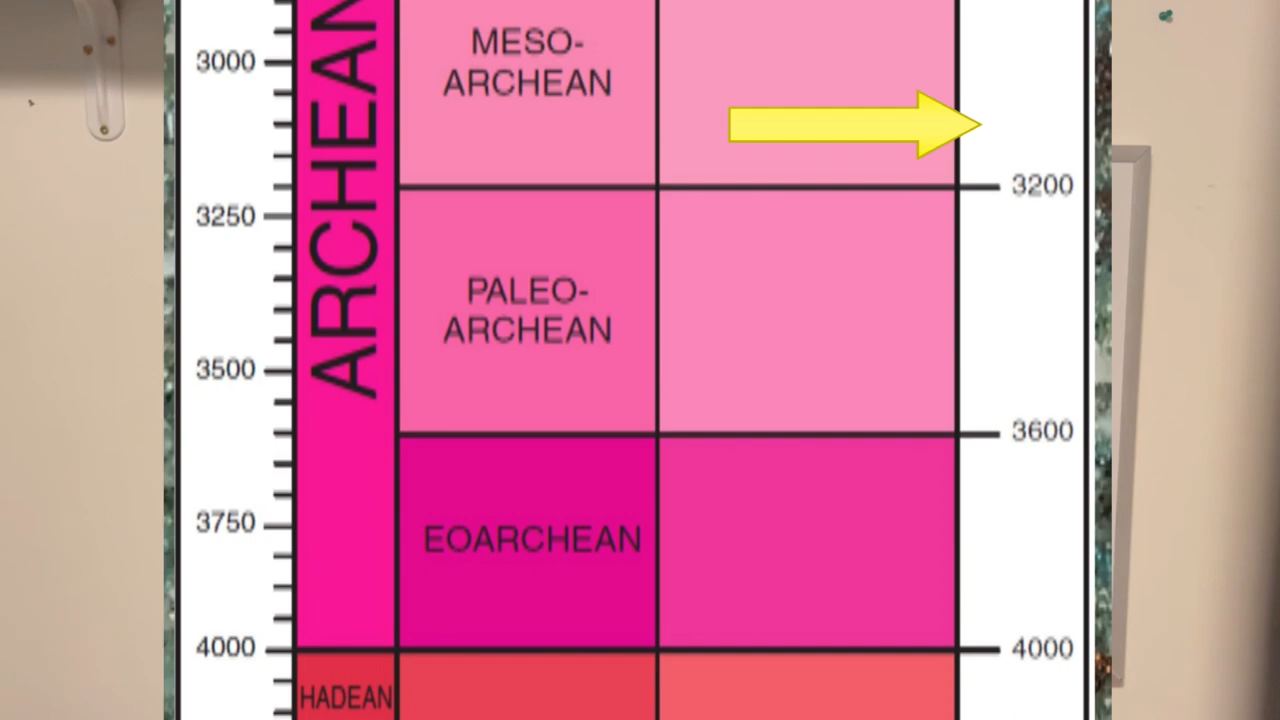 3000
3250
3500
3750
4000
ARCHEAN
HADEAN
MESO-
ARCHEAN
PALEO-
ARCHEAN
EOARCHEAN
3200
3600
4000